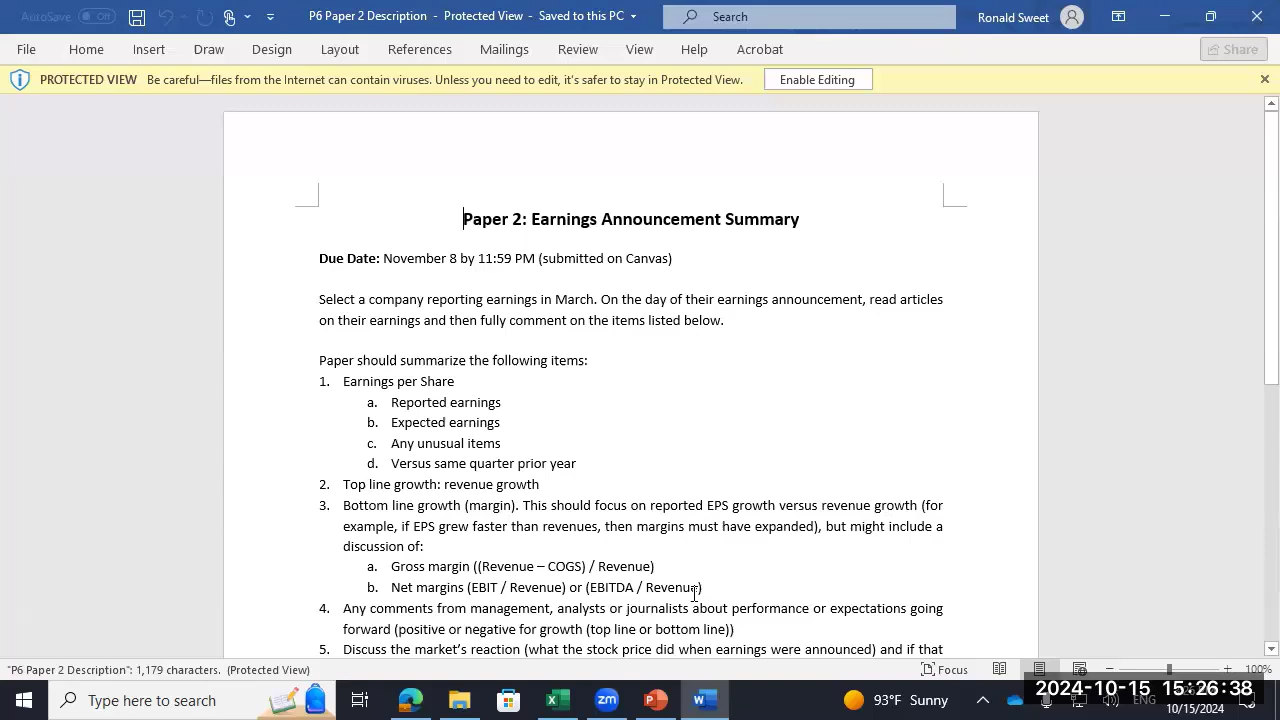 AutoSave Off P6 Paper 2 Description - Protected View - Saved to this PC Search Ronald Sweet
File Home Insert Draw Design Layout References Mailings Review View Help Acrobat Share
PROTECTED VIEW Be careful—files from the Internet can contain viruses. Unless you need to edit, it's safer to stay in Protected View. Enable Editing
Paper 2: Earnings Announcement Summary
Due Date: November 8 by 11:59 PM (submitted on Canvas)
Select a company reporting earnings in March. On the day of their earnings announcement, read articles
on their earnings and then fully comment on the items listed below.
Paper should summarize the following items:
1. Earnings per Share
a. Reported earnings
b. Expected earnings
c. Any unusual items
d. Versus same quarter prior year
2. Top line growth: revenue growth
3. Bottom line growth (margin). This should focus on reported EPS growth versus revenue growth (for
example, if EPS grew faster than revenues, then margins must have expanded), but might include a
discussion of:
a. Gross margin ((Revenue – COGS) / Revenue)
b. Net margins (EBIT / Revenue) or (EBITDA / Revenue)
4. Any comments from management, analysts or journalists about performance or expectations going
forward (positive or negative for growth (top line or bottom line))
5. Discuss the market's reaction (what the stock price did when earnings were announced) and if that
"P6 Paper 2 Description": 1,179 characters. (Protected View) Focus 100%
Type here to search zm 93°F Sunny ENG
2024-10-15 15:26:38
10/15/2024